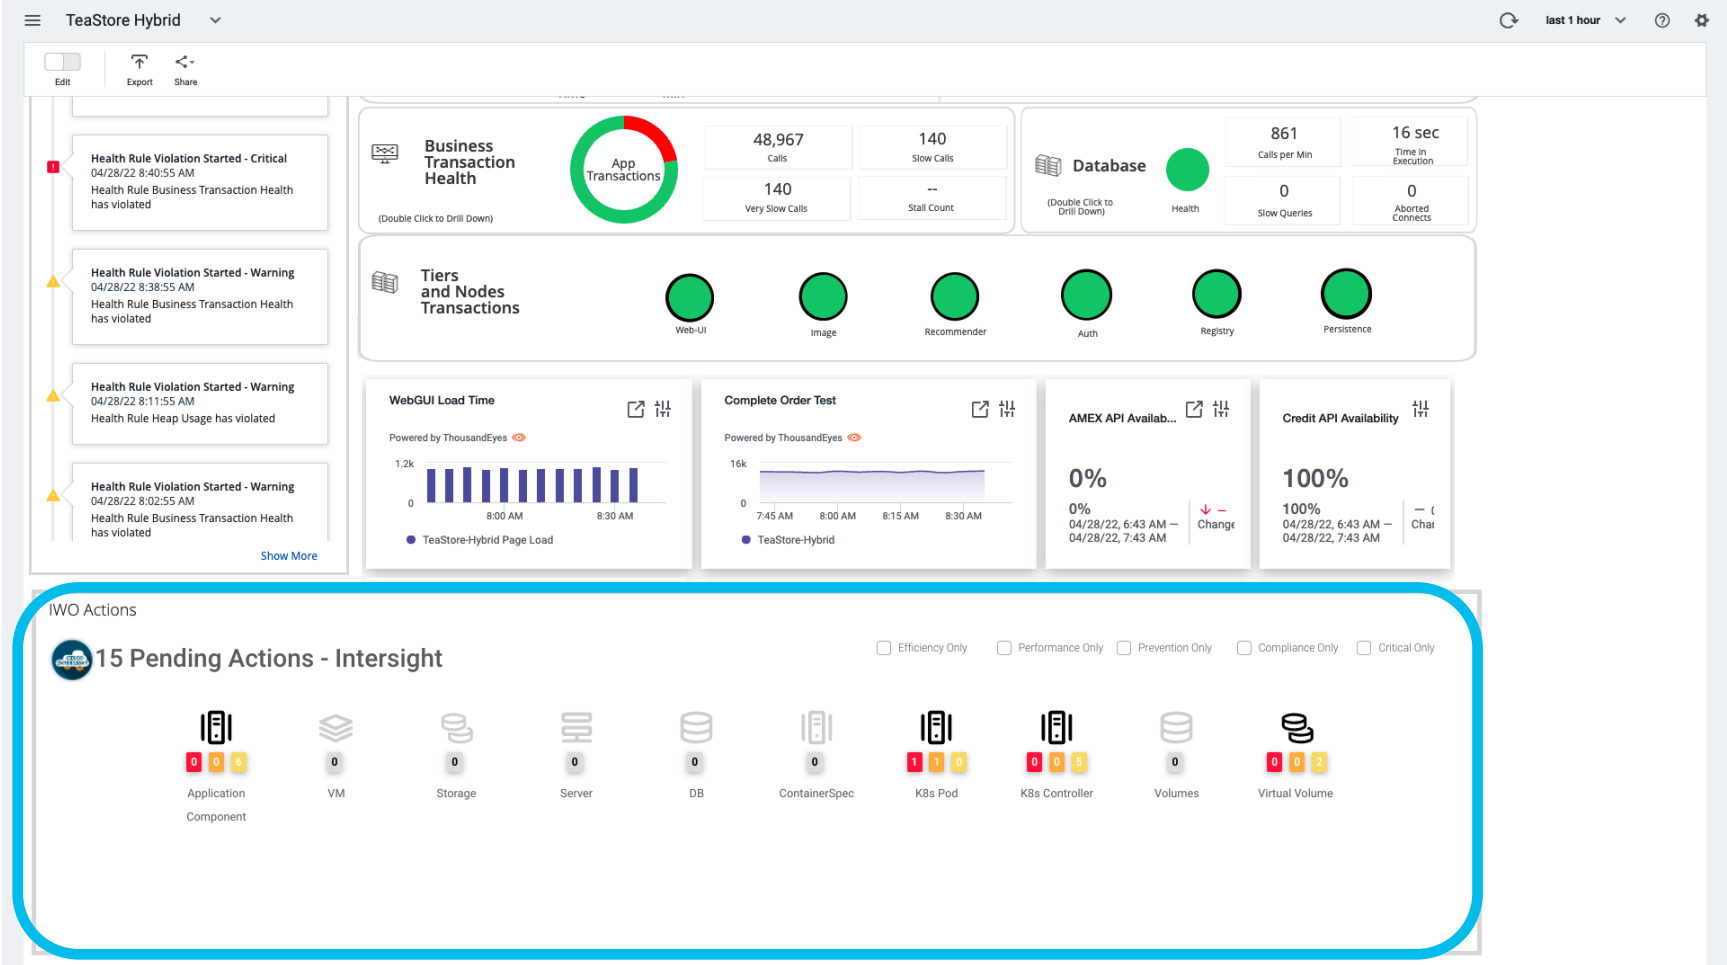 TeaStore Hybrid
last 1 hour
Edit
Export
Share
Health Rule Violation Started - Critical
04/28/22 8:40:55 AM
Health Rule Business Transaction Health
has violated
Health Rule Violation Started - Warning
04/28/22 8:38:55 AM
Health Rule Business Transaction Health
has violated
Health Rule Violation Started - Warning
04/28/22 8:11:55 AM
Health Rule Heap Usage has violated
Health Rule Violation Started - Warning
04/28/22 8:02:55 AM
Health Rule Business Transaction Health
has violated
Show More
Business
Transaction
Health
(Double Click to Drill Down)
App
Transactions
48,967
Calls
140
Slow Calls
140
Very Slow Calls
--
Stall Count
Database
(Double Click to
Drill Down)
Health
861
Calls per Min
16 sec
Time in
Execution
0
Slow Queries
0
Aborted
Connects
Tiers
and Nodes
Transactions
Web-UI
Image
Recommender
Auth
Registry
Persistence
WebGUI Load Time
Powered by ThousandEyes
1.2k
0
8:00 AM
8:30 AM
TeaStore-Hybrid Page Load
Complete Order Test
Powered by ThousandEyes
16k
0
7:45 AM
8:00 AM
8:15 AM
8:30 AM
TeaStore-Hybrid
AMEX API Availab...
0%
0%
04/28/22, 6:43 AM –
04/28/22, 7:43 AM
–
Change
Credit API Availability
100%
100%
04/28/22, 6:43 AM –
04/28/22, 7:43 AM
–
Char
IWO Actions
15 Pending Actions - Intersight
Efficiency Only
Performance Only
Prevention Only
Compliance Only
Critical Only
0 0 6
Application
Component
0
VM
0
Storage
0
Server
0
DB
0
ContainerSpec
1 1 0
K8s Pod
0 0 5
K8s Controller
0
Volumes
0 0 2
Virtual Volume